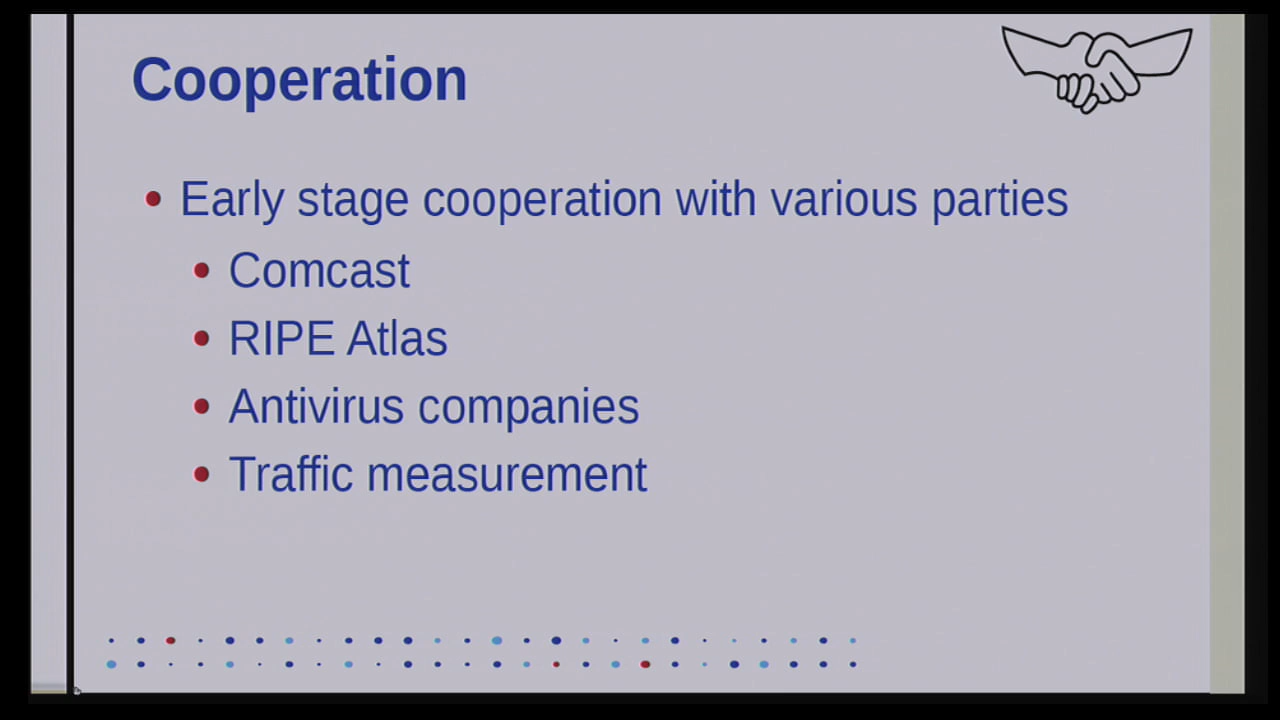 Cooperation
Early stage cooperation with various parties
Comcast
RIPE Atlas
Antivirus companies
Traffic measurement